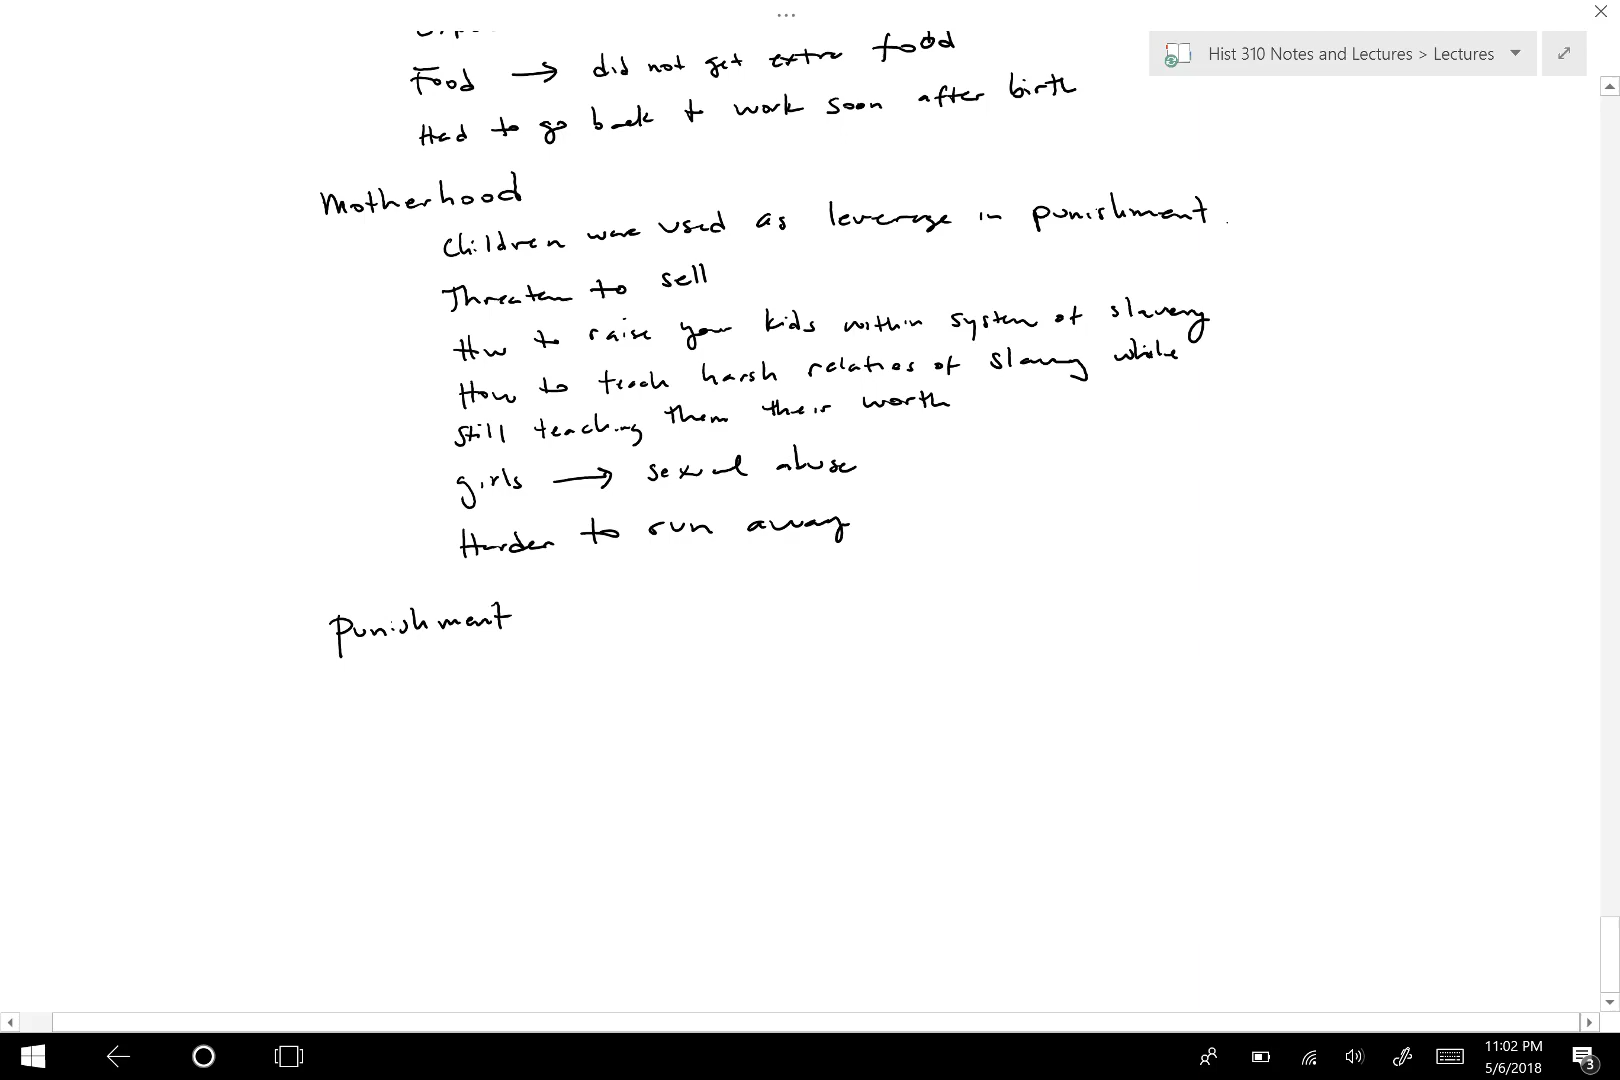 Hist 310 Notes and Lectures > Lectures
Food → did not get extra food
Had to go back to work soon after birth
Motherhood
Children were used as leverage in punishment.
Threaten to sell
How to raise your kids within system of slavery
How to teach harsh relaties of slavery while
still teaching them their worth
girls → sexual abuse
Harder to run away
Punishment
11:02 PM
5/6/2018
3